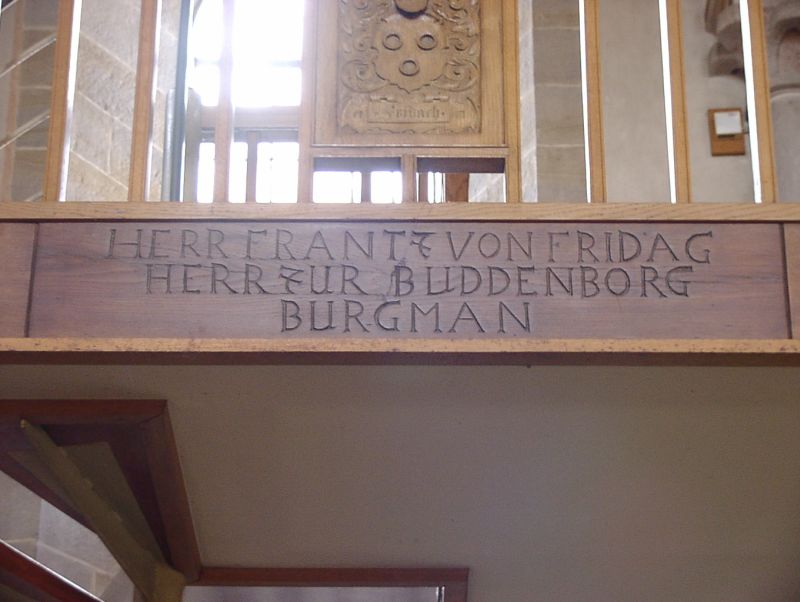 HERR FRANTZ VON FRIDAG
HERR ZUR BUDDENBORG
BURGMAN